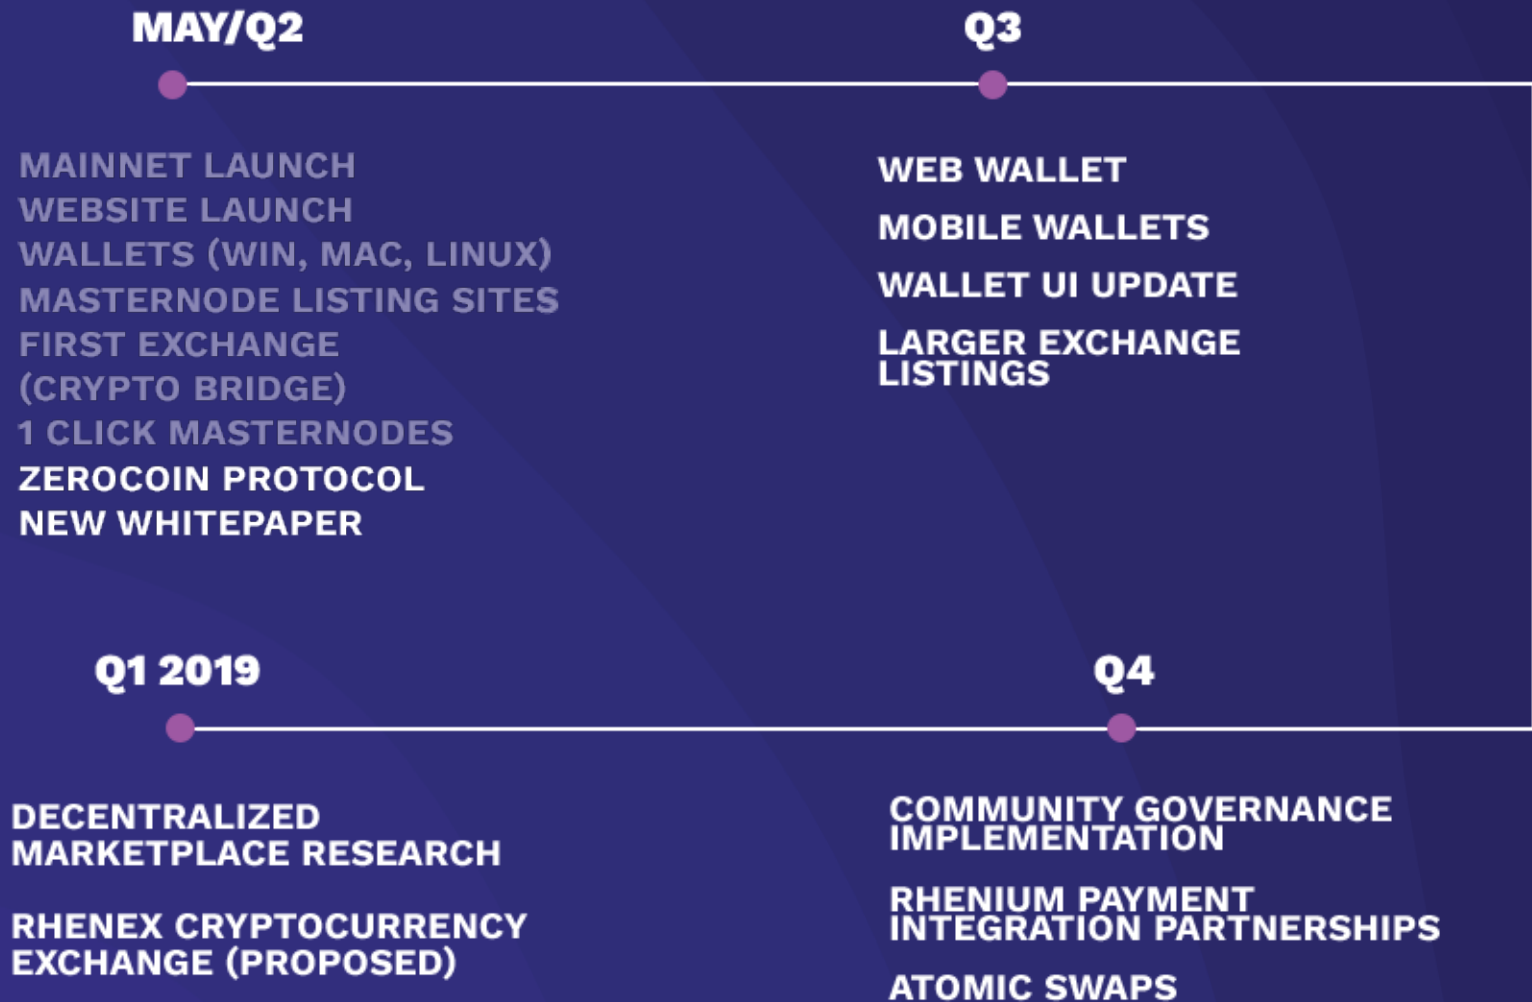 MAY/Q2
MAINNET LAUNCH
WEBSITE LAUNCH
WALLETS (WIN, MAC, LINUX)
MASTERNODE LISTING SITES
FIRST EXCHANGE
(CRYPTO BRIDGE)
1 CLICK MASTERNODES
ZEROCOIN PROTOCOL
NEW WHITEPAPER
Q3
WEB WALLET
MOBILE WALLETS
WALLET UI UPDATE
LARGER EXCHANGE
LISTINGS
Q1 2019
DECENTRALIZED
MARKETPLACE RESEARCH
RHENEX CRYPTOCURRENCY
EXCHANGE (PROPOSED)
Q4
COMMUNITY GOVERNANCE
IMPLEMENTATION
RHENIUM PAYMENT
INTEGRATION PARTNERSHIPS
ATOMIC SWAPS